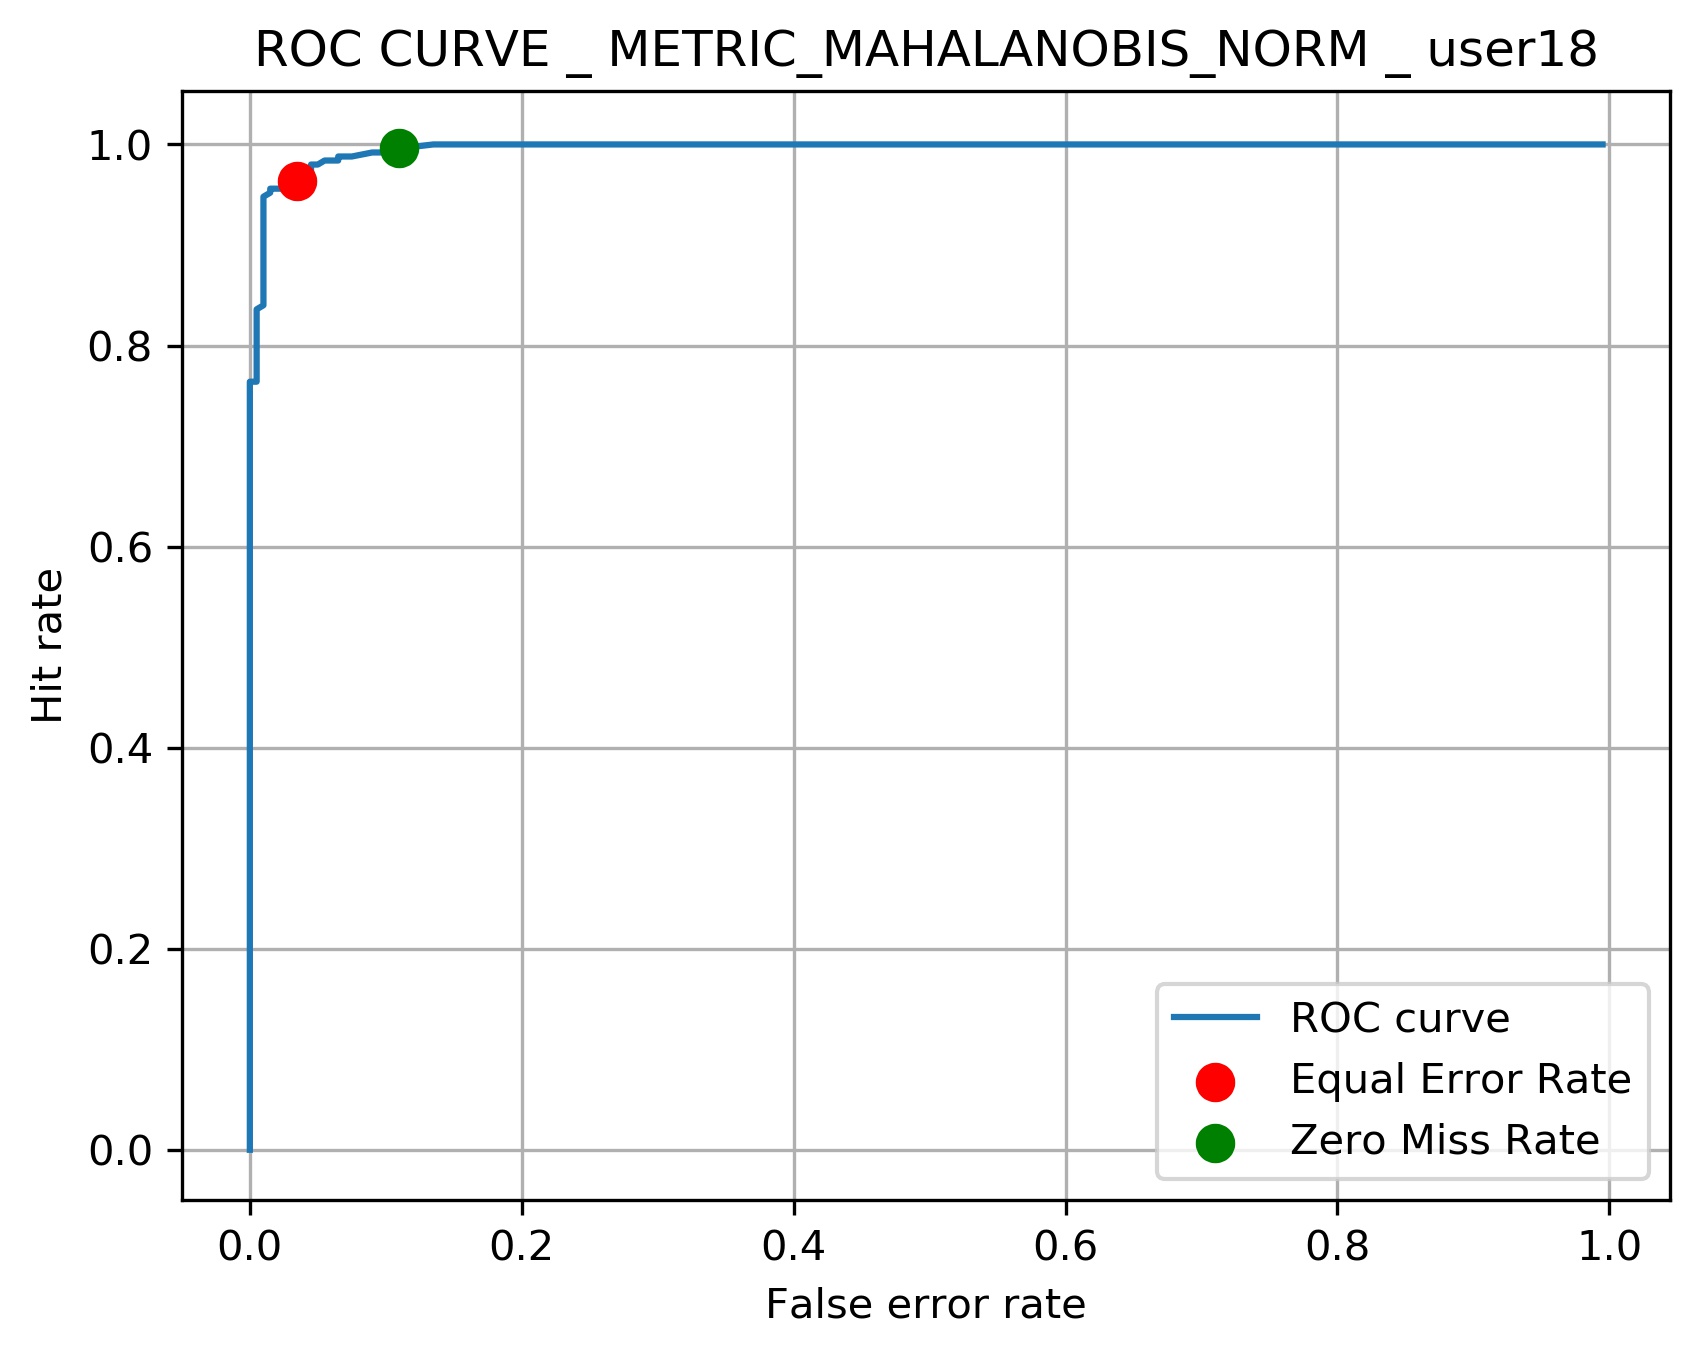 ROC CURVE _ METRIC_MAHALANOBIS_NORM _ user18
1.0
0.8
0.6
0.4
0.2
0.0
Hit rate
ROC curve
Equal Error Rate
Zero Miss Rate
0.0 0.2 0.4 0.6 0.8 1.0
False error rate